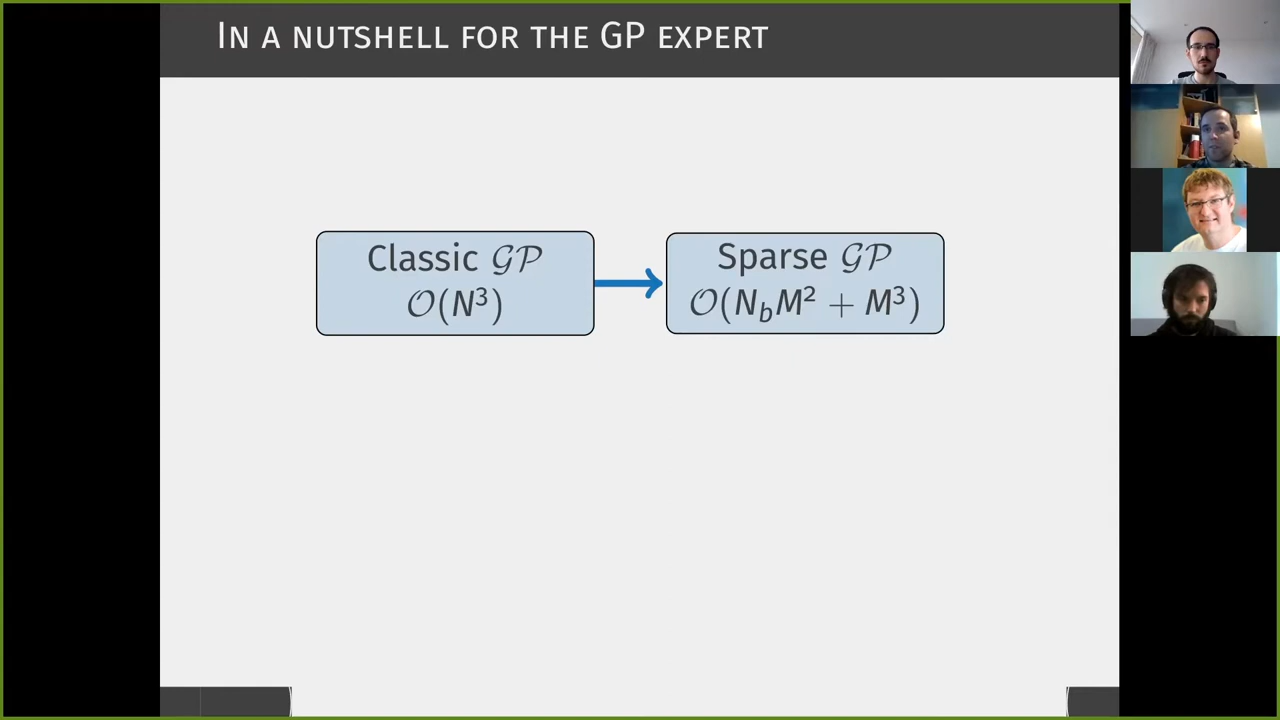 IN A NUTSHELL FOR THE GP EXPERT
Classic 𝒢𝒫
𝒪(N³)
Sparse 𝒢𝒫
𝒪(N_bM² + M³)